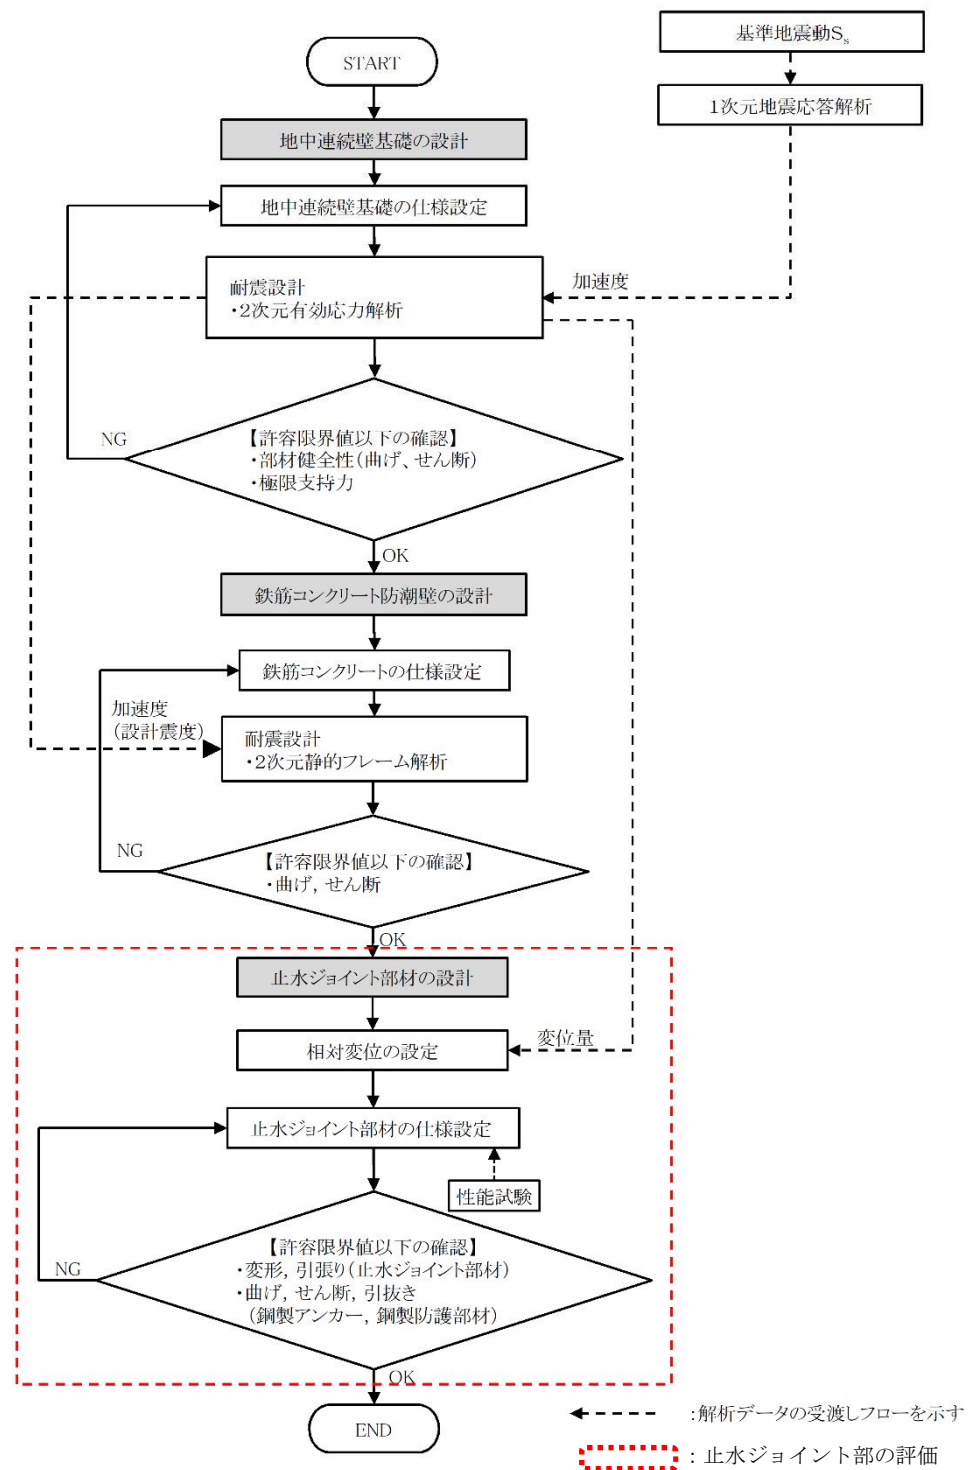 START
基準地震動Ss
1次元地震応答解析
地中連続壁基礎の設計
地中連続壁基礎の仕様設定
加速度
耐震設計
・2次元有効応力解析
NG
【許容限界値以下の確認】
・部材健全性(曲げ、せん断)
・極限支持力
OK
鉄筋コンクリート防潮壁の設計
鉄筋コンクリートの仕様設定
加速度
(設計震度)
耐震設計
・2次元静的フレーム解析
NG
【許容限界値以下の確認】
・曲げ, せん断
OK
止水ジョイント部材の設計
相対変位の設定
変位量
止水ジョイント部材の仕様設定
性能試験
NG
【許容限界値以下の確認】
・変形, 引張り(止水ジョイント部材)
・曲げ, せん断, 引抜き
(鋼製アンカー, 鋼製防護部材)
OK
END
:解析データの受渡しフローを示す
:止水ジョイント部の評価